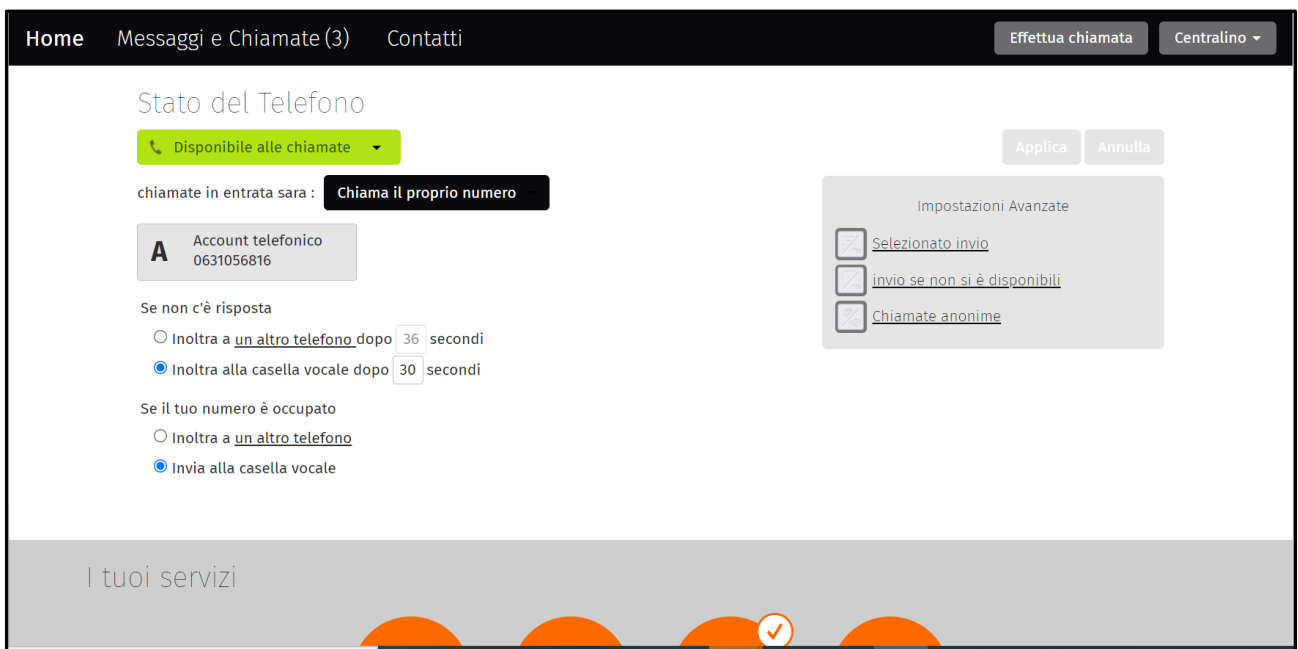 Home Messaggi e Chiamate (3) Contatti Effettua chiamata Centralino
Stato del Telefono
Disponibile alle chiamate
Applica Annulla
chiamate in entrata sara : Chiama il proprio numero
A Account telefonico
0631056816
Se non c'è risposta
Inoltra a un altro telefono dopo 36 secondi
Inoltra alla casella vocale dopo 30 secondi
Se il tuo numero è occupato
Inoltra a un altro telefono
Invia alla casella vocale
Impostazioni Avanzate
Selezionato invio
invio se non si è disponibili
Chiamate anonime
I tuoi servizi